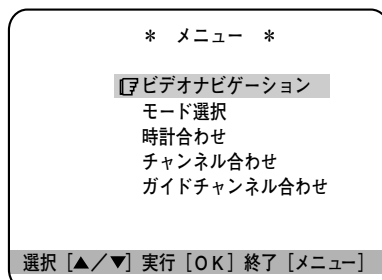 ＊ メニュー ＊
☞ビデオナビゲーション
モード選択
時計合わせ
チャンネル合わせ
ガイドチャンネル合わせ
選択［▲／▼］実行［OK］終了［メニュー］